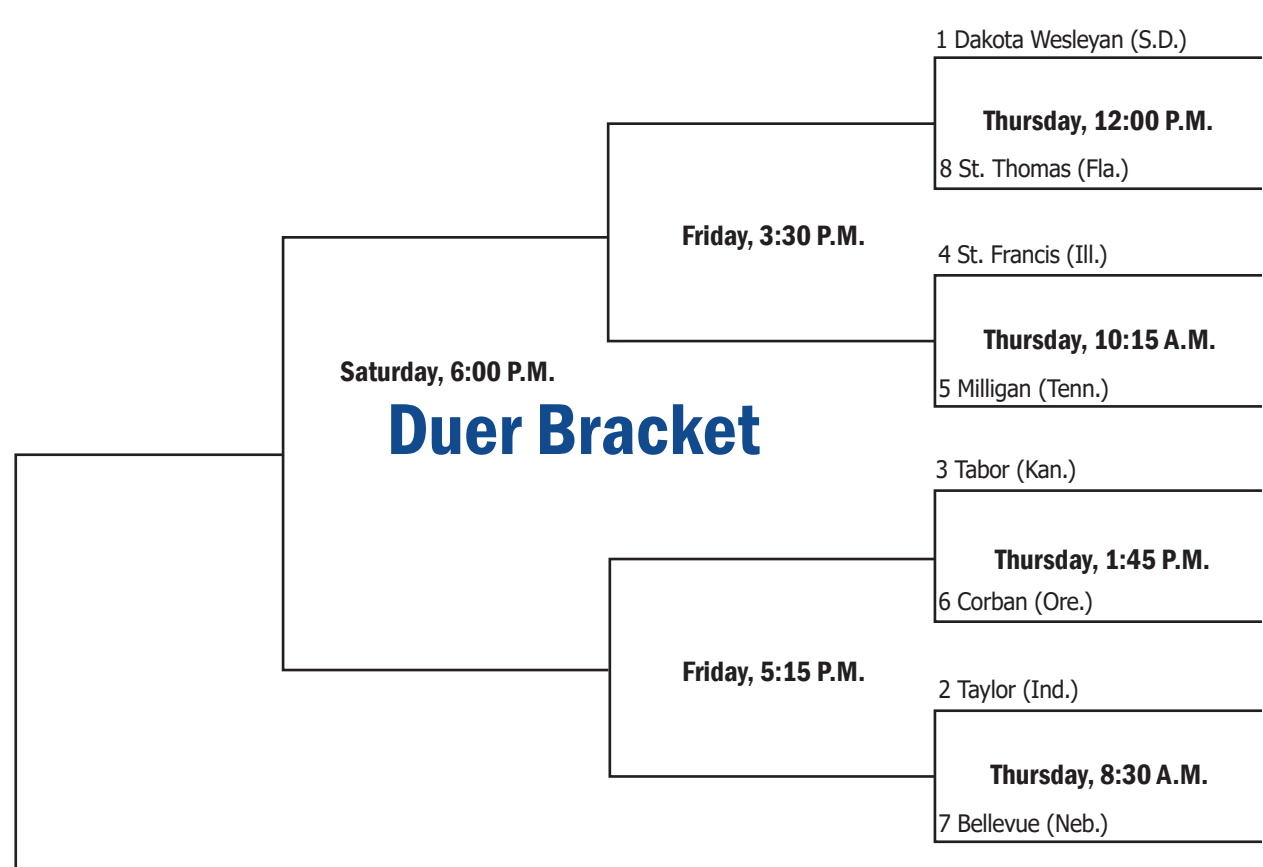 1 Dakota Wesleyan (S.D.)
Thursday, 12:00 P.M.
8 St. Thomas (Fla.)
Friday, 3:30 P.M.
4 St. Francis (Ill.)
Thursday, 10:15 A.M.
5 Milligan (Tenn.)
Saturday, 6:00 P.M.
Duer Bracket
3 Tabor (Kan.)
Thursday, 1:45 P.M.
6 Corban (Ore.)
Friday, 5:15 P.M.
2 Taylor (Ind.)
Thursday, 8:30 A.M.
7 Bellevue (Neb.)